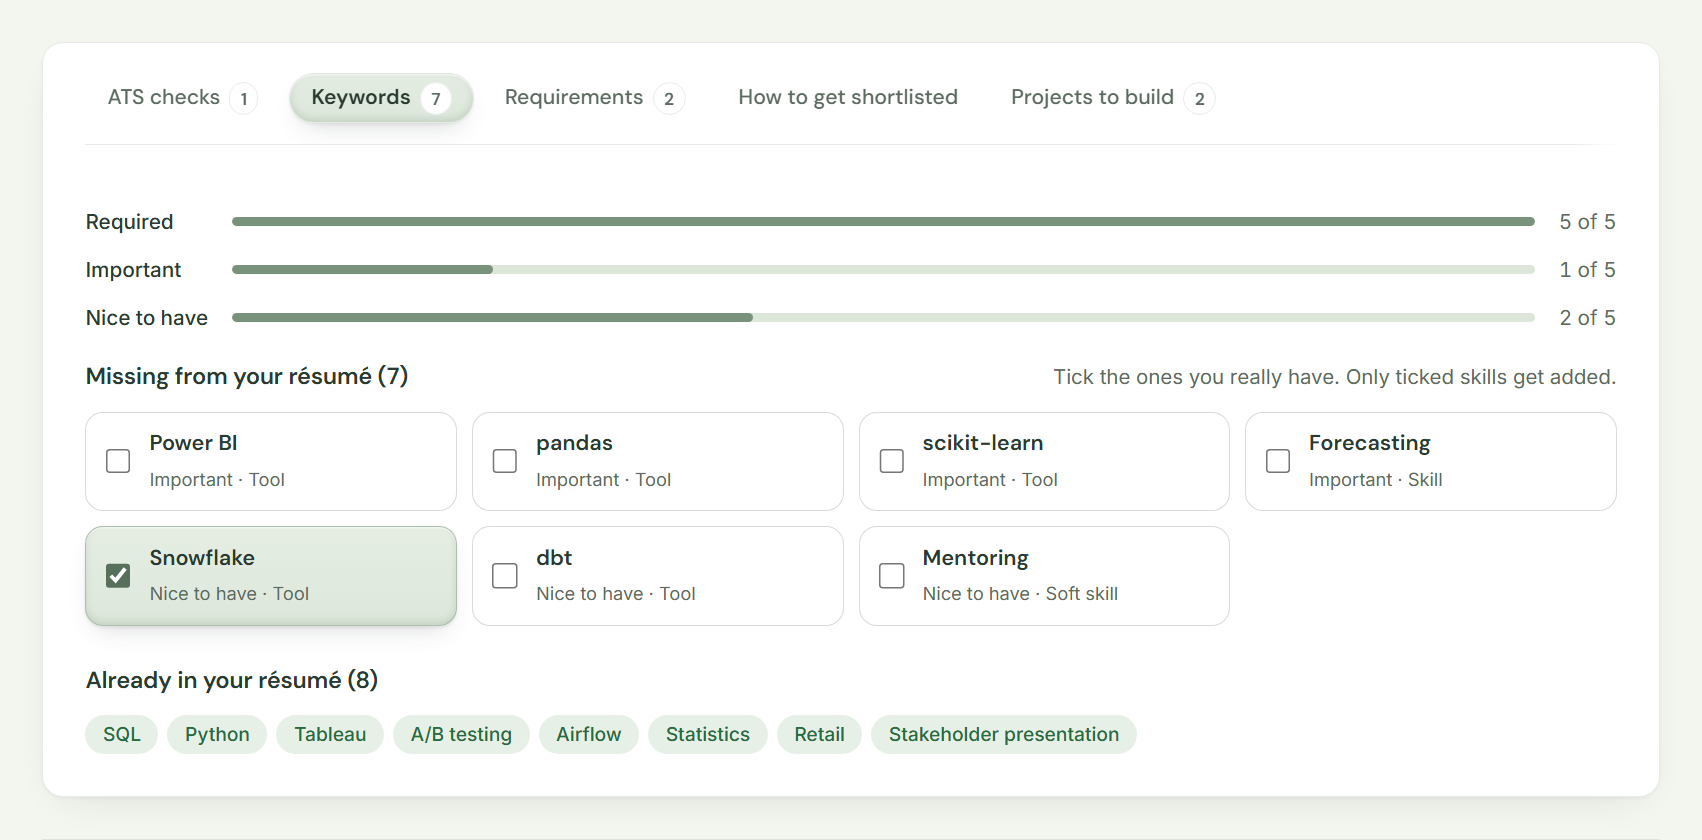 ATS checks 1 Keywords 7 Requirements 2 How to get shortlisted Projects to build 2
Required 5 of 5
Important 1 of 5
Nice to have 2 of 5
Missing from your résumé (7) Tick the ones you really have. Only ticked skills get added.
Power BI pandas scikit-learn Forecasting
Important · Tool Important · Tool Important · Tool Important · Skill
Snowflake dbt Mentoring
Nice to have · Tool Nice to have · Tool Nice to have · Soft skill
Already in your résumé (8)
SQL Python Tableau A/B testing Airflow Statistics Retail Stakeholder presentation